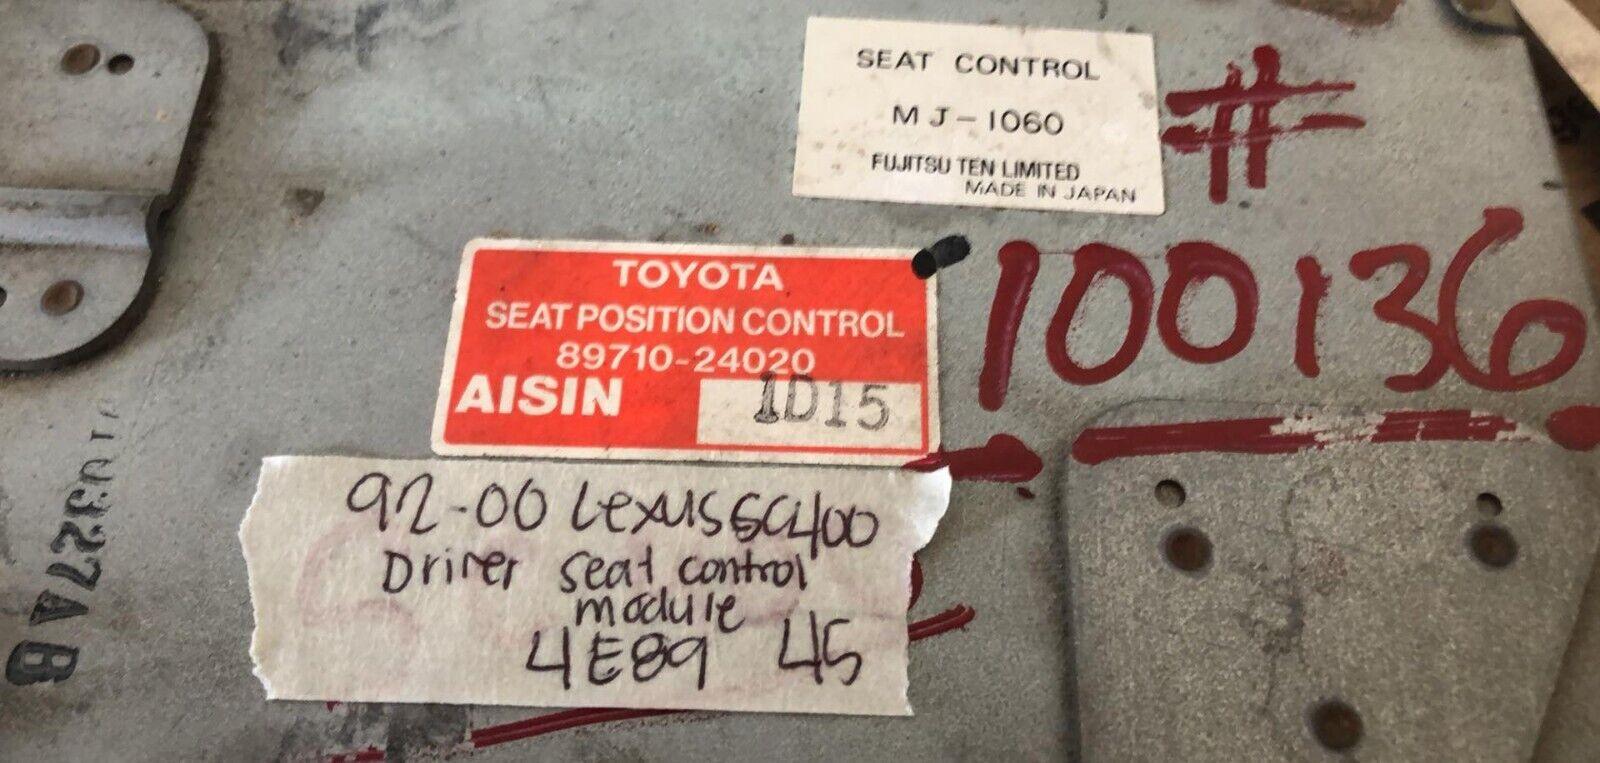 SEAT CONTROL
MJ-1060
FUJITSU TEN LIMITED
MADE IN JAPAN
#
100136
TOYOTA
SEAT POSITION CONTROL
89710-24020
AISIN 1D15
92-00 Lexus SC400
Driver seat control
module
4E89 45